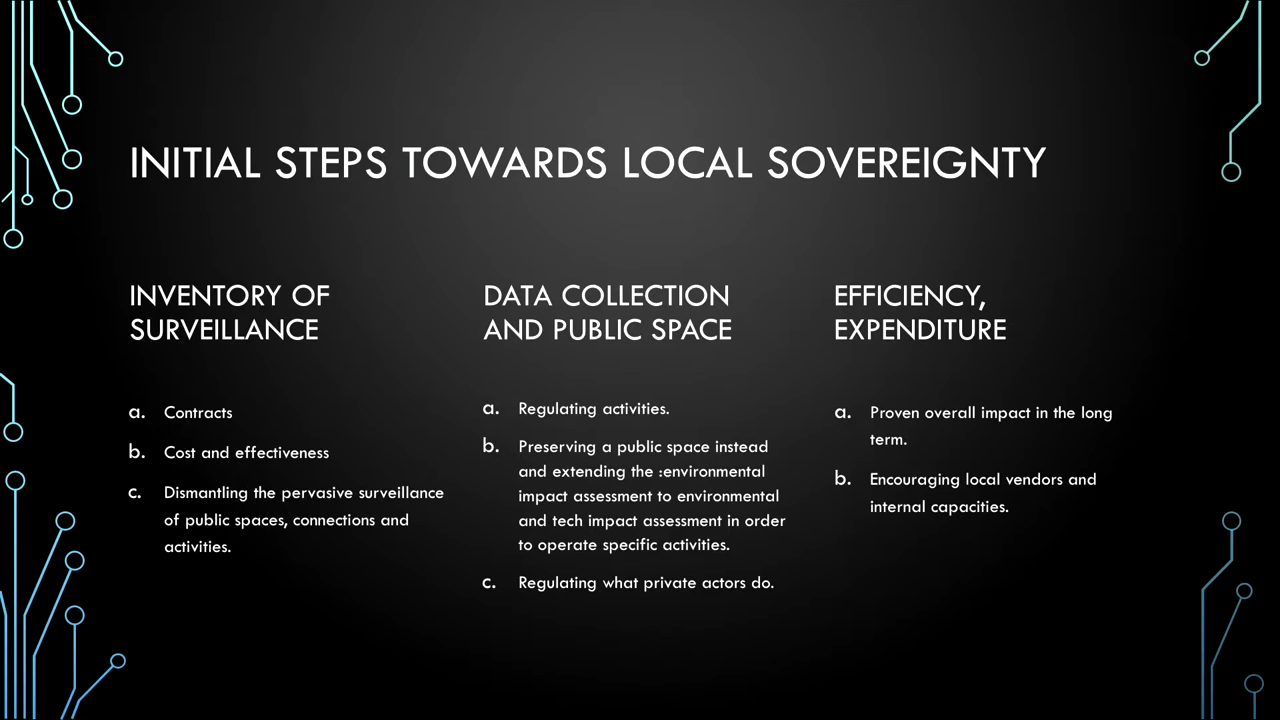 INITIAL STEPS TOWARDS LOCAL SOVEREIGNTY
INVENTORY OF
SURVEILLANCE
a. Contracts
b. Cost and effectiveness
c. Dismantling the pervasive surveillance
of public spaces, connections and
activities.
DATA COLLECTION
AND PUBLIC SPACE
a. Regulating activities.
b. Preserving a public space instead
and extending the :environmental
impact assessment to environmental
and tech impact assessment in order
to operate specific activities.
c. Regulating what private actors do.
EFFICIENCY,
EXPENDITURE
a. Proven overall impact in the long
term.
b. Encouraging local vendors and
internal capacities.